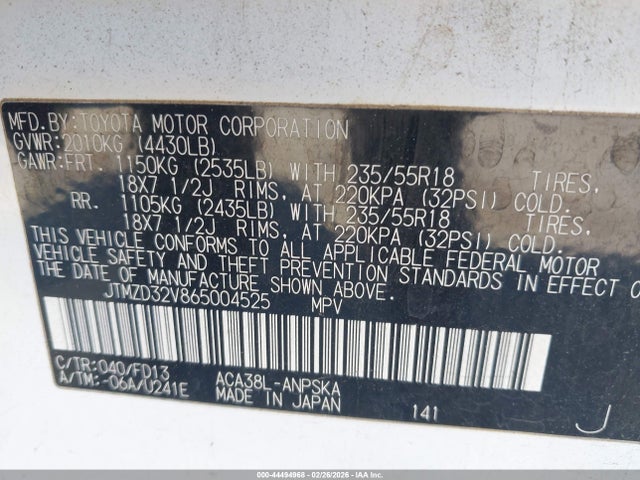 MFD.BY:TOYOTA MOTOR CORPORATION
GVWR:2010KG (4430LB)
GAWR:FRT. 1150KG (2535LB) WITH 235/55R18 TIRES,
18X7 1/2J RIMS, AT 220KPA (32PSI) COLD.
RR. 1105KG (2435LB) WITH 235/55R18 TIRES,
18X7 1/2J RIMS, AT 220KPA (32PSI) COLD.
THIS VEHICLE CONFORMS TO ALL APPLICABLE FEDERAL MOTOR
VEHICLE SAFETY AND THEFT PREVENTION STANDARDS IN EFFECT ON
THE DATE OF MANUFACTURE SHOWN ABOVE.
JTMZD32V865004525 MPV
C/TR:040/FD13 ACA38L-ANPSKA
A/TM:-06A/U241E MADE IN JAPAN 141 J
000-44494968 - 02/26/2026 - IAA, Inc.